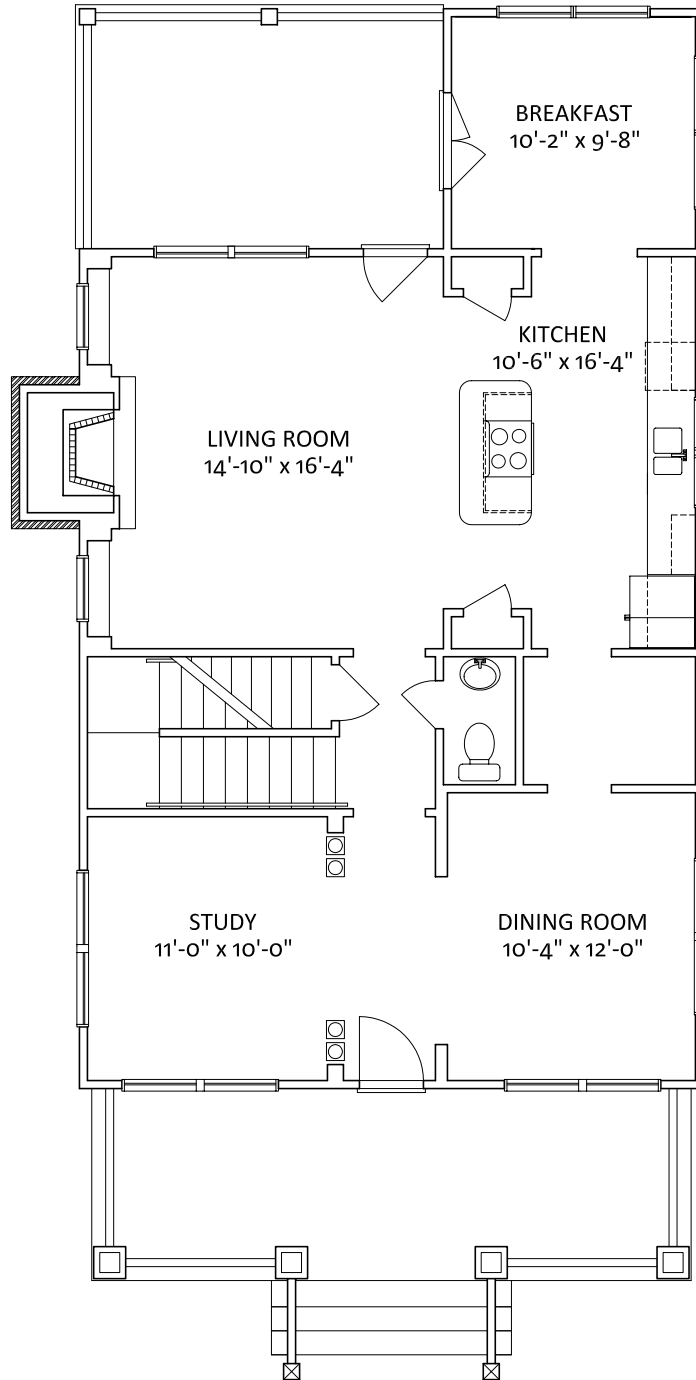 BREAKFAST
10'-2" x 9'-8"
KITCHEN
10'-6" x 16'-4"
LIVING ROOM
14'-10" x 16'-4"
STUDY
11'-0" x 10'-0"
DINING ROOM
10'-4" x 12'-0"